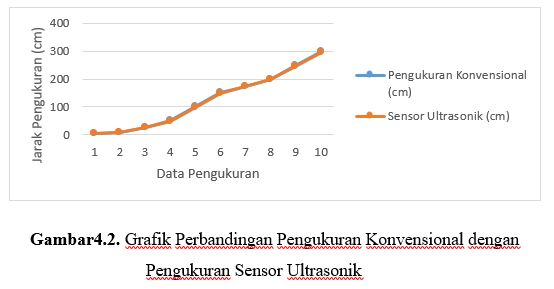 400
300
200
100
0
Jarak Pengukuran (cm)
1 2 3 4 5 6 7 8 9 10
Data Pengukuran
Pengukuran Konvensional
(cm)
Sensor Ultrasonik (cm)
Gambar4.2. Grafik Perbandingan Pengukuran Konvensional dengan
Pengukuran Sensor Ultrasonik